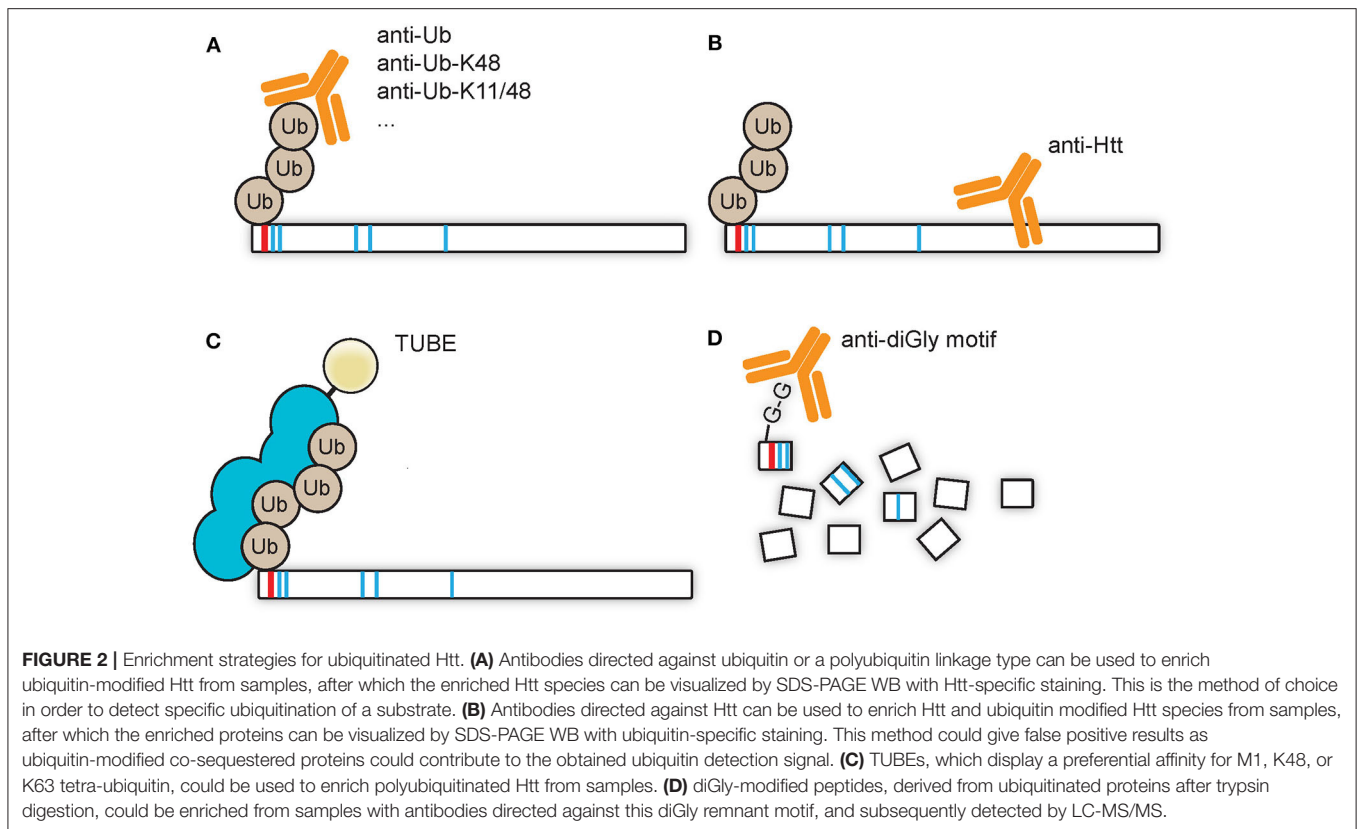 A
anti-Ub
anti-Ub-K48
anti-Ub-K11/48
...
Ub
Ub
Ub
B
Ub
Ub
Ub
anti-Htt
C
TUBE
Ub
Ub
Ub
Ub
D
anti-diGly motif
G-G
FIGURE 2 | Enrichment strategies for ubiquitinated Htt. (A) Antibodies directed against ubiquitin or a polyubiquitin linkage type can be used to enrich
ubiquitin-modified Htt from samples, after which the enriched Htt species can be visualized by SDS-PAGE WB with Htt-specific staining. This is the method of choice
in order to detect specific ubiquitination of a substrate. (B) Antibodies directed against Htt can be used to enrich Htt and ubiquitin modified Htt species from samples,
after which the enriched proteins can be visualized by SDS-PAGE WB with ubiquitin-specific staining. This method could give false positive results as
ubiquitin-modified co-sequestered proteins could contribute to the obtained ubiquitin detection signal. (C) TUBEs, which display a preferential affinity for M1, K48, or
K63 tetra-ubiquitin, could be used to enrich polyubiquitinated Htt from samples. (D) diGly-modified peptides, derived from ubiquitinated proteins after trypsin
digestion, could be enriched from samples with antibodies directed against this diGly remnant motif, and subsequently detected by LC-MS/MS.